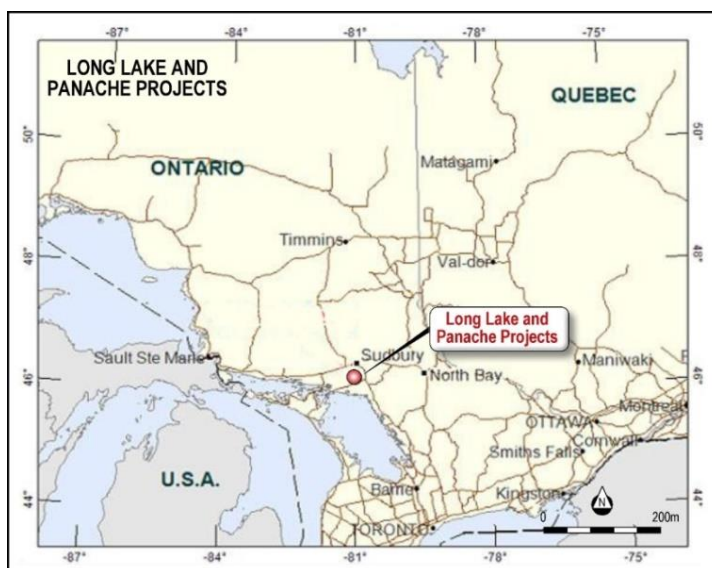 -87° -84° -81° -78° -75°
LONG LAKE AND
PANACHE PROJECTS
QUEBEC
50°
50°
Matagami
ONTARIO
Timmins
48°
Val-dor
48°
Long Lake and
Panache Projects
Sault Ste Marie
Sudbury
Maniwaki
46°
North Bay
46°
Montreal
OTTAWA
Cornwall
Smiths Falls
U.S.A.
Barrie
Kingston
N
44°
44°
0 200m
TORONTO
-87° -84° -81° -78° -75°